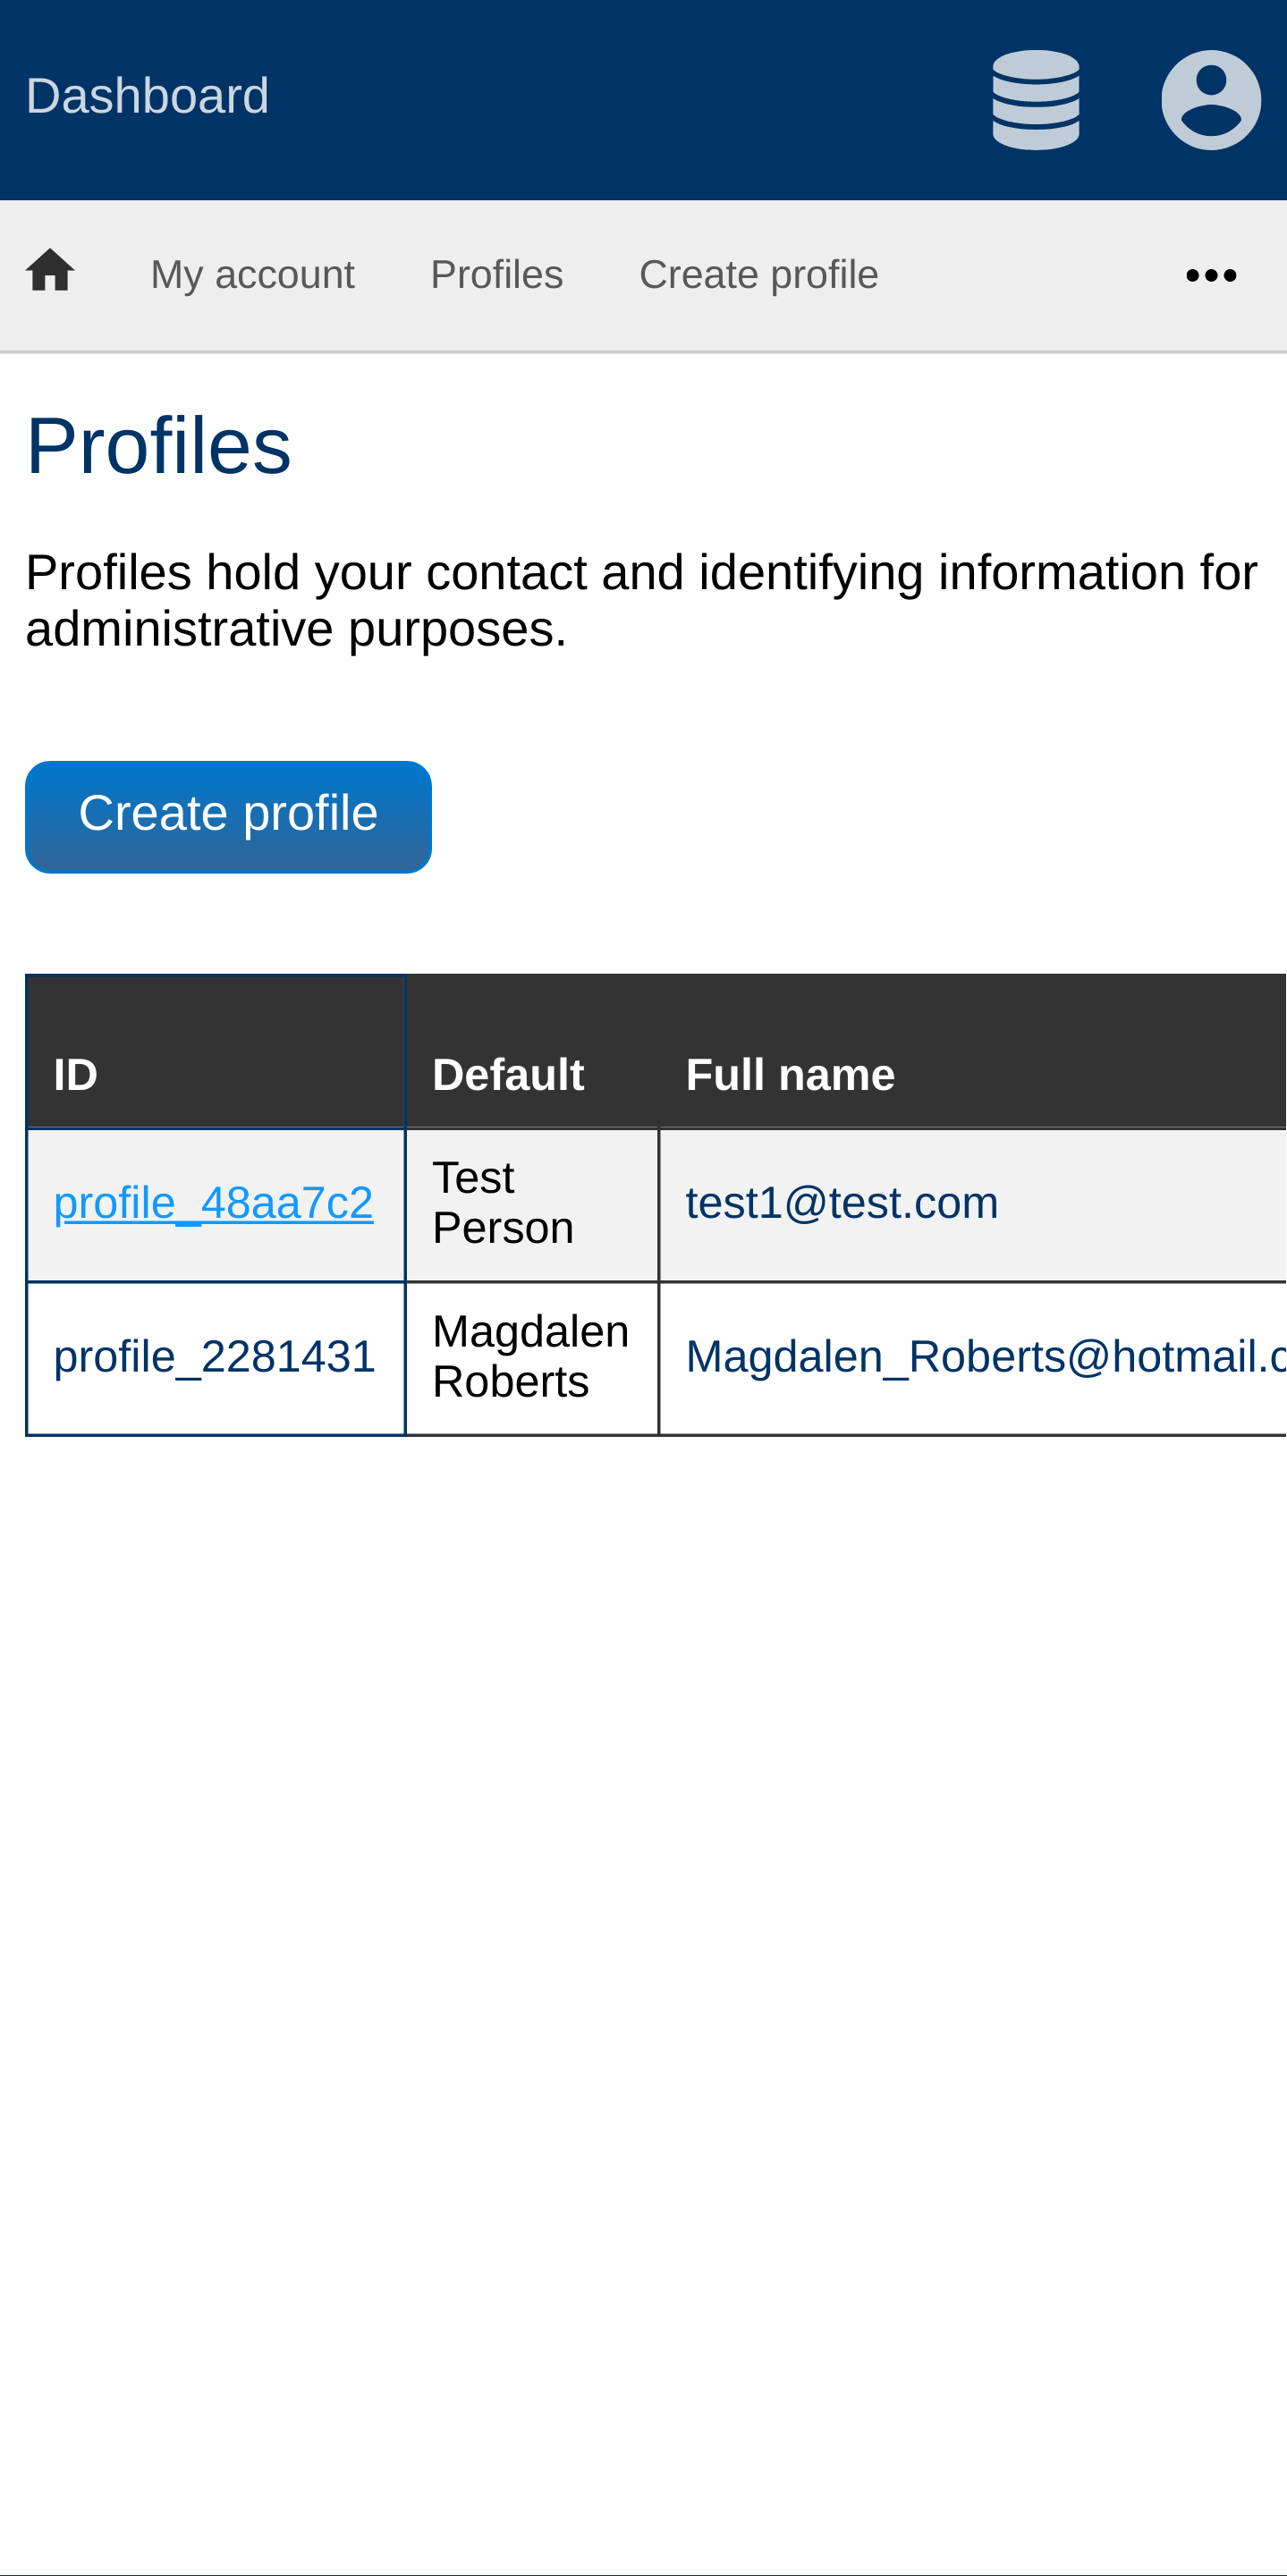 Dashboard
My account Profiles Create profile
Profiles
Profiles hold your contact and identifying information for
administrative purposes.
Create profile
ID Default Full name
profile_48aa7c2 Test Person test1@test.com
profile_2281431 Magdalen Roberts Magdalen_Roberts@hotmail.c